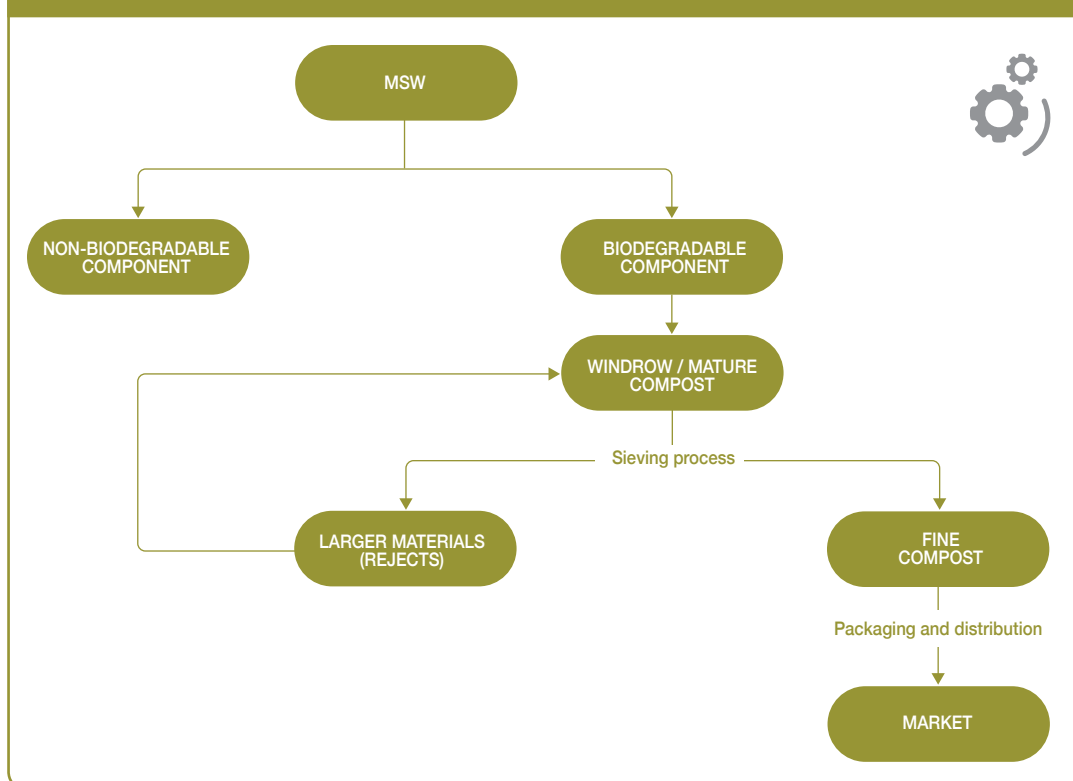 MSW
NON-BIODEGRADABLE
COMPONENT
BIODEGRADABLE
COMPONENT
WINDROW / MATURE
COMPOST
Sieving process
LARGER MATERIALS
(REJECTS)
FINE
COMPOST
Packaging and distribution
MARKET